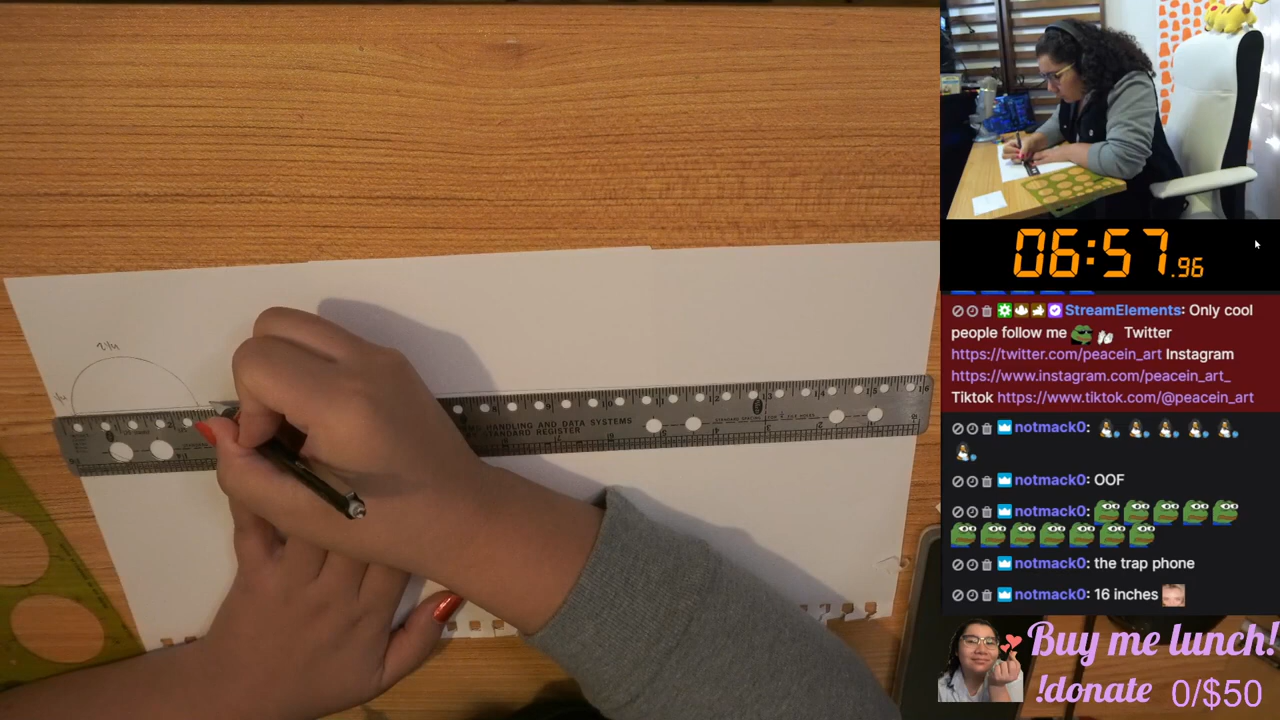 06:57.96
StreamElements: Only cool
people follow me Twitter
https://twitter.com/peacein_art Instagram
https://www.instagram.com/peacein_art_
Tiktok https://www.tiktok.com/@peacein_art
notmack0:
notmack0: OOF
notmack0:
notmack0: the trap phone
notmack0: 16 inches
Buy me lunch!
!donate 0/$50
HANDLING AND DATA SYSTEMS
STANDARD REGISTER